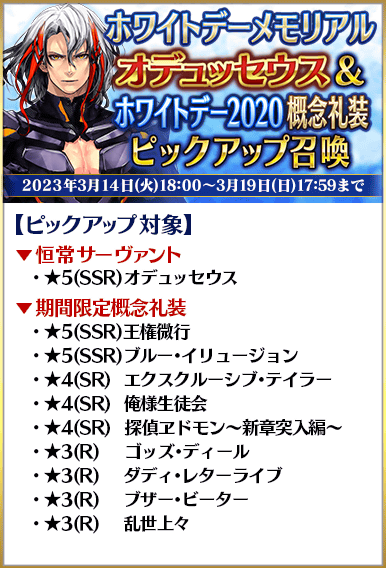 ホワイトデーメモリアル
オデュッセウス&
ホワイトデー2020概念礼装
ピックアップ召喚
2023年3月14日(火)18:00～3月19日(日)17:59まで
【ピックアップ対象】
▼恒常サーヴァント
・★5(SSR)オデュッセウス
▼期間限定概念礼装
・★5(SSR)王権微行
・★5(SSR)ブルー・イリュージョン
・★4(SR) エクスクルーシブ・テイラー
・★4(SR) 俺様生徒会
・★4(SR) 探偵ヱドモン～新章突入編～
・★3(R) ゴッズ・ディール
・★3(R) ダディ・レターライブ
・★3(R) ブザー・ビーター
・★3(R) 乱世上々